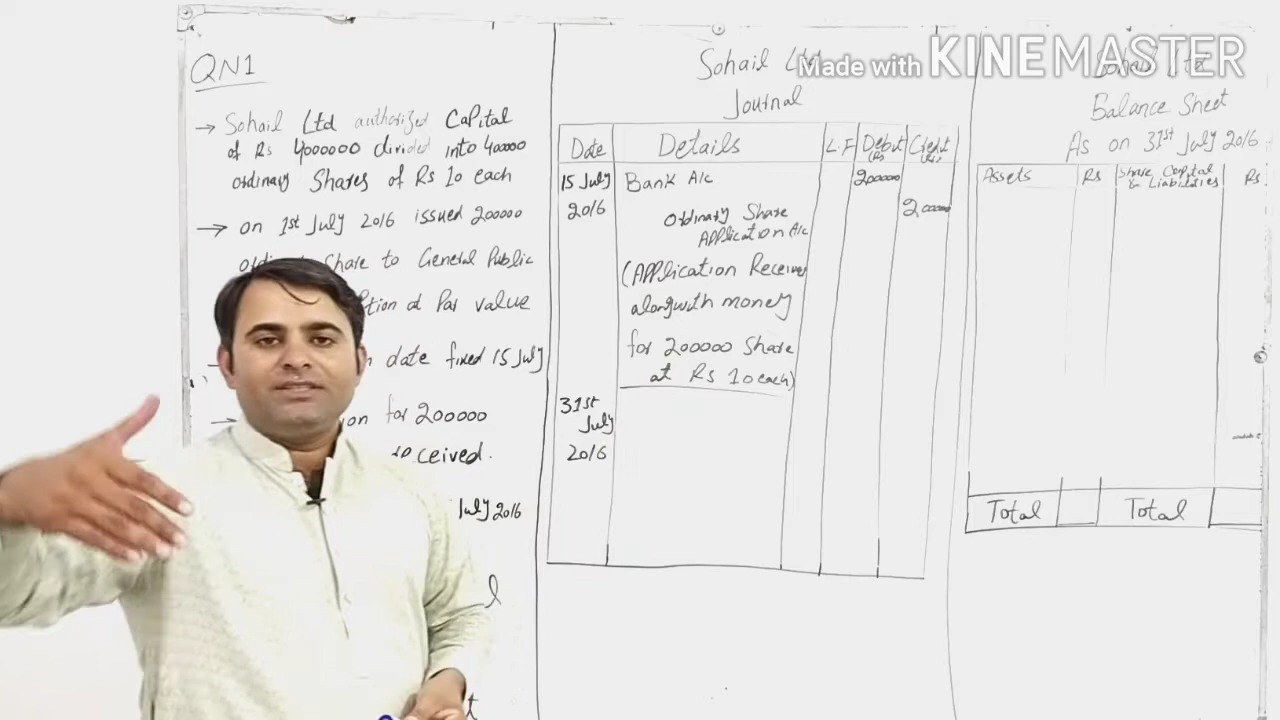 QN1
→ Sohail Ltd authorized Capital
of Rs 4000000 divided into 400000
ordinary Shares of Rs 10 each
→ on 1st July 2016 issued 200000
Share to General Public
at Par value
date fixed 15 July
for 200000
received.
July 2016
Sohail Ltd
Journal
Date Details L.F Debit (Rs) Credit (Rs)
15 July Bank A/c 200000
2016 ordinary Share 200000
Application A/c
(Application
alongwith money
for 200000 Share
at Rs 10 each)
31st
July
2016
Made with KINEMASTER
Sohail Ltd
Balance Sheet
As on 31st July 2016
Assets Rs Share Capital & Liabilities Rs
Total Total